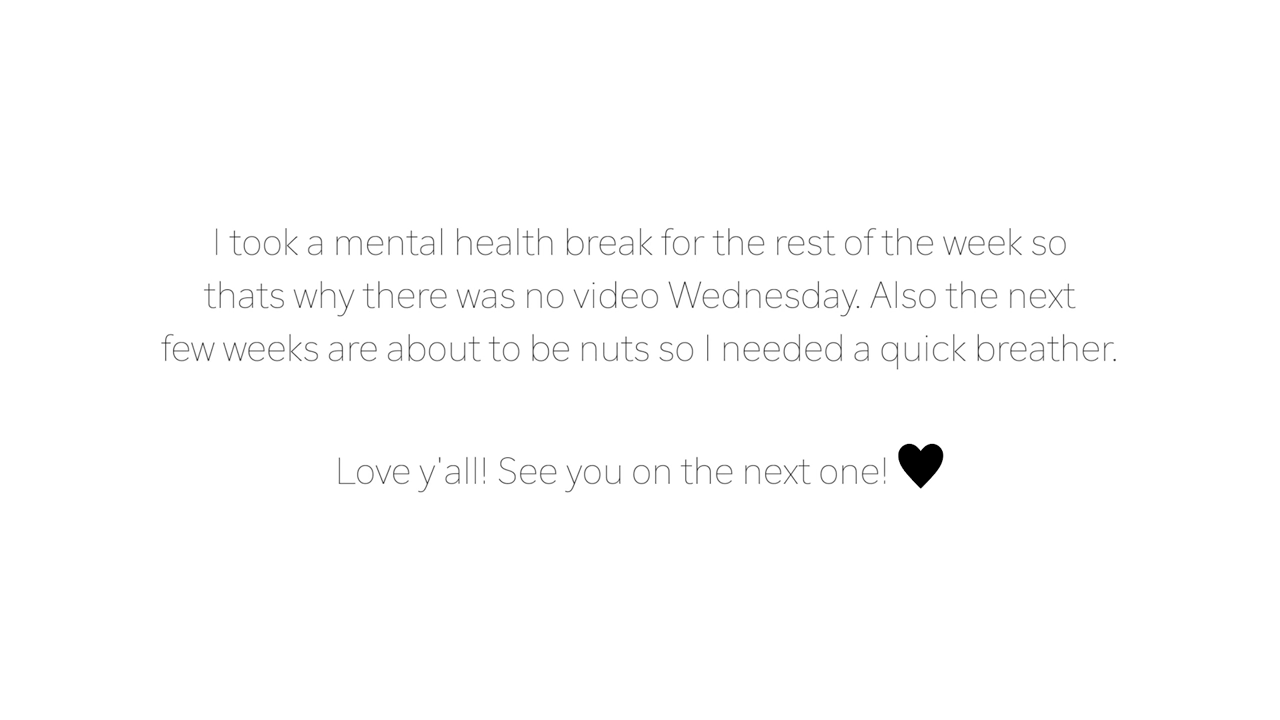 I took a mental health break for the rest of the week so
thats why there was no video Wednesday. Also the next
few weeks are about to be nuts so I needed a quick breather.
Love y'all! See you on the next one! ♥